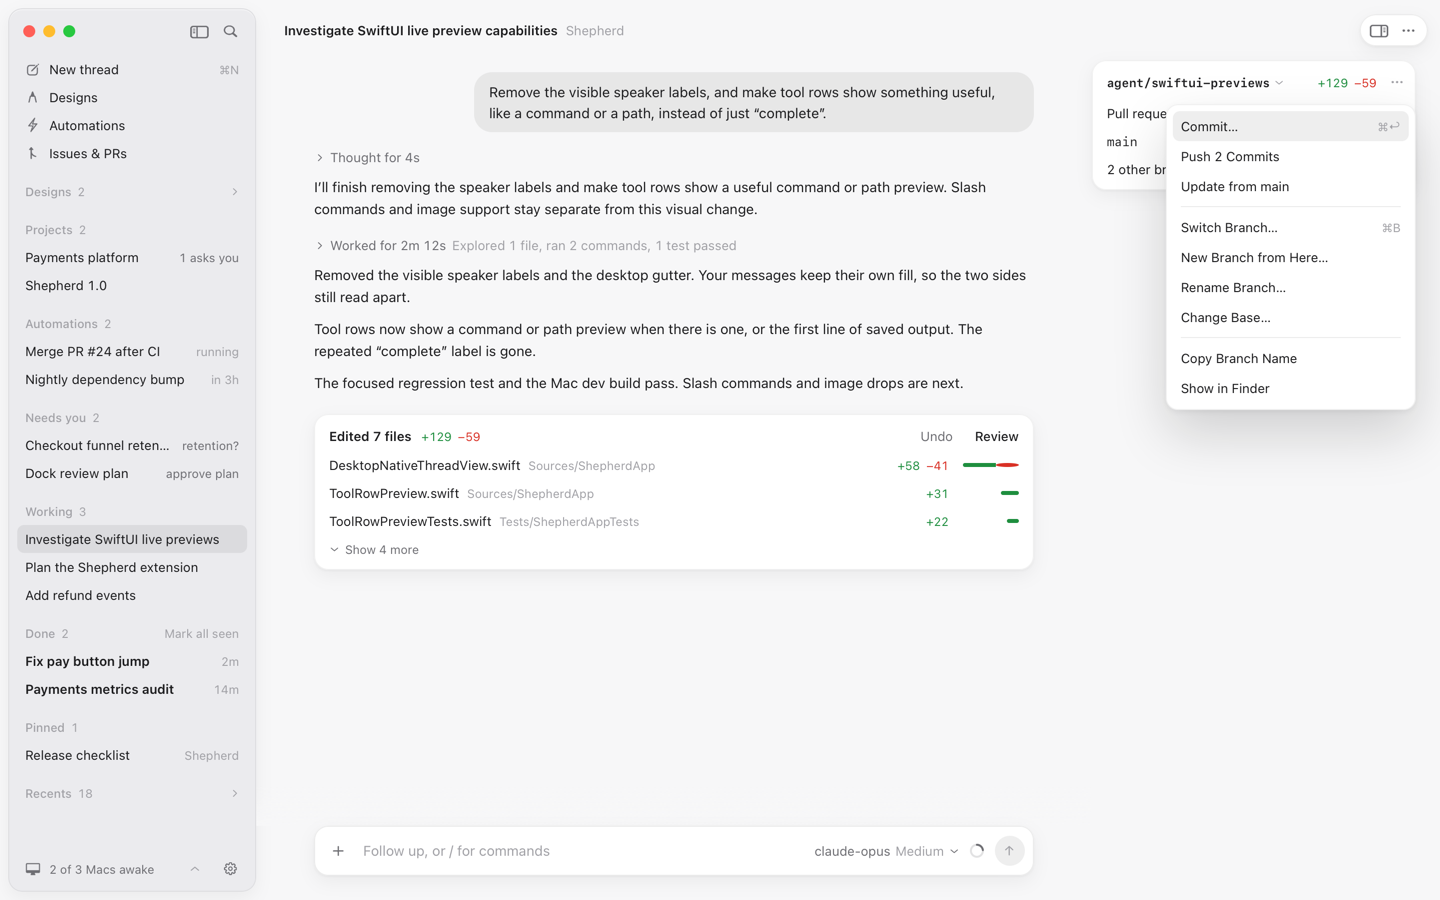 New thread ⌘N
Designs
Automations
Issues & PRs
Designs 2
Projects 2
Payments platform 1 asks you
Shepherd 1.0
Automations 2
Merge PR #24 after CI running
Nightly dependency bump in 3h
Needs you 2
Checkout funnel reten… retention?
Dock review plan approve plan
Working 3
Investigate SwiftUI live previews
Plan the Shepherd extension
Add refund events
Done 2 Mark all seen
Fix pay button jump 2m
Payments metrics audit 14m
Pinned 1
Release checklist Shepherd
Recents 18
2 of 3 Macs awake
Investigate SwiftUI live preview capabilities Shepherd
Remove the visible speaker labels, and make tool rows show something useful,
like a command or a path, instead of just “complete”.
Thought for 4s
I’ll finish removing the speaker labels and make tool rows show a useful command or path preview. Slash
commands and image support stay separate from this visual change.
Worked for 2m 12s Explored 1 file, ran 2 commands, 1 test passed
Removed the visible speaker labels and the desktop gutter. Your messages keep their own fill, so the two sides
still read apart.
Tool rows now show a command or path preview when there is one, or the first line of saved output. The
repeated “complete” label is gone.
The focused regression test and the Mac dev build pass. Slash commands and image drops are next.
Edited 7 files +129 −59 Undo Review
DesktopNativeThreadView.swift Sources/ShepherdApp +58 −41
ToolRowPreview.swift Sources/ShepherdApp +31
ToolRowPreviewTests.swift Tests/ShepherdAppTests +22
Show 4 more
Follow up, or / for commands claude-opus Medium
agent/swiftui-previews +129 −59
Pull reque
main
2 other br
Commit… ⌘↩
Push 2 Commits
Update from main
Switch Branch… ⌘B
New Branch from Here…
Rename Branch…
Change Base…
Copy Branch Name
Show in Finder